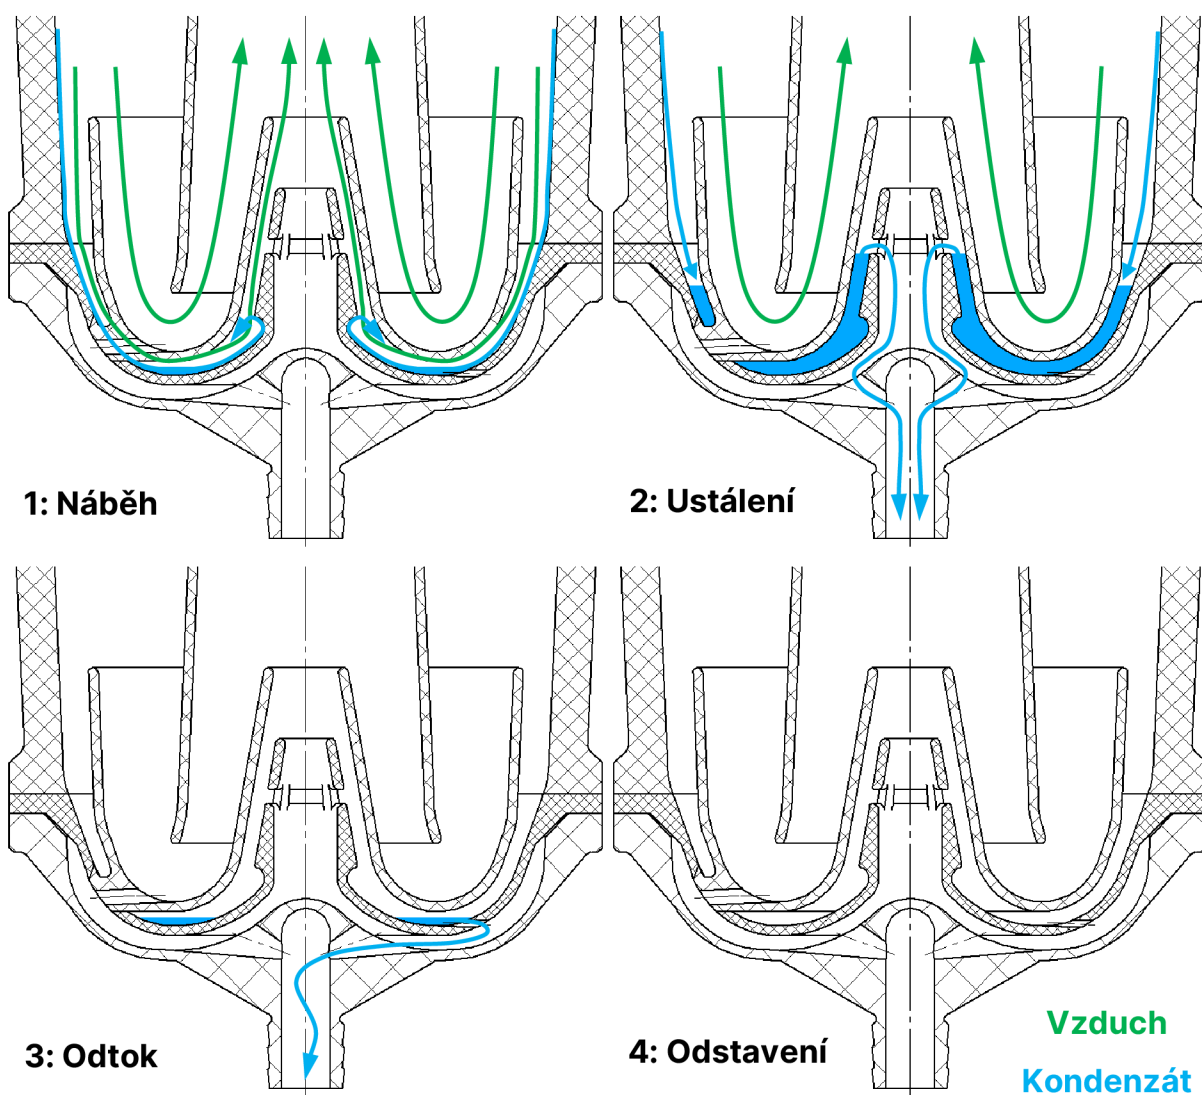 1: Náběh
2: Ustálení
3: Odtok
4: Odstavení
Vzduch
Kondenzát